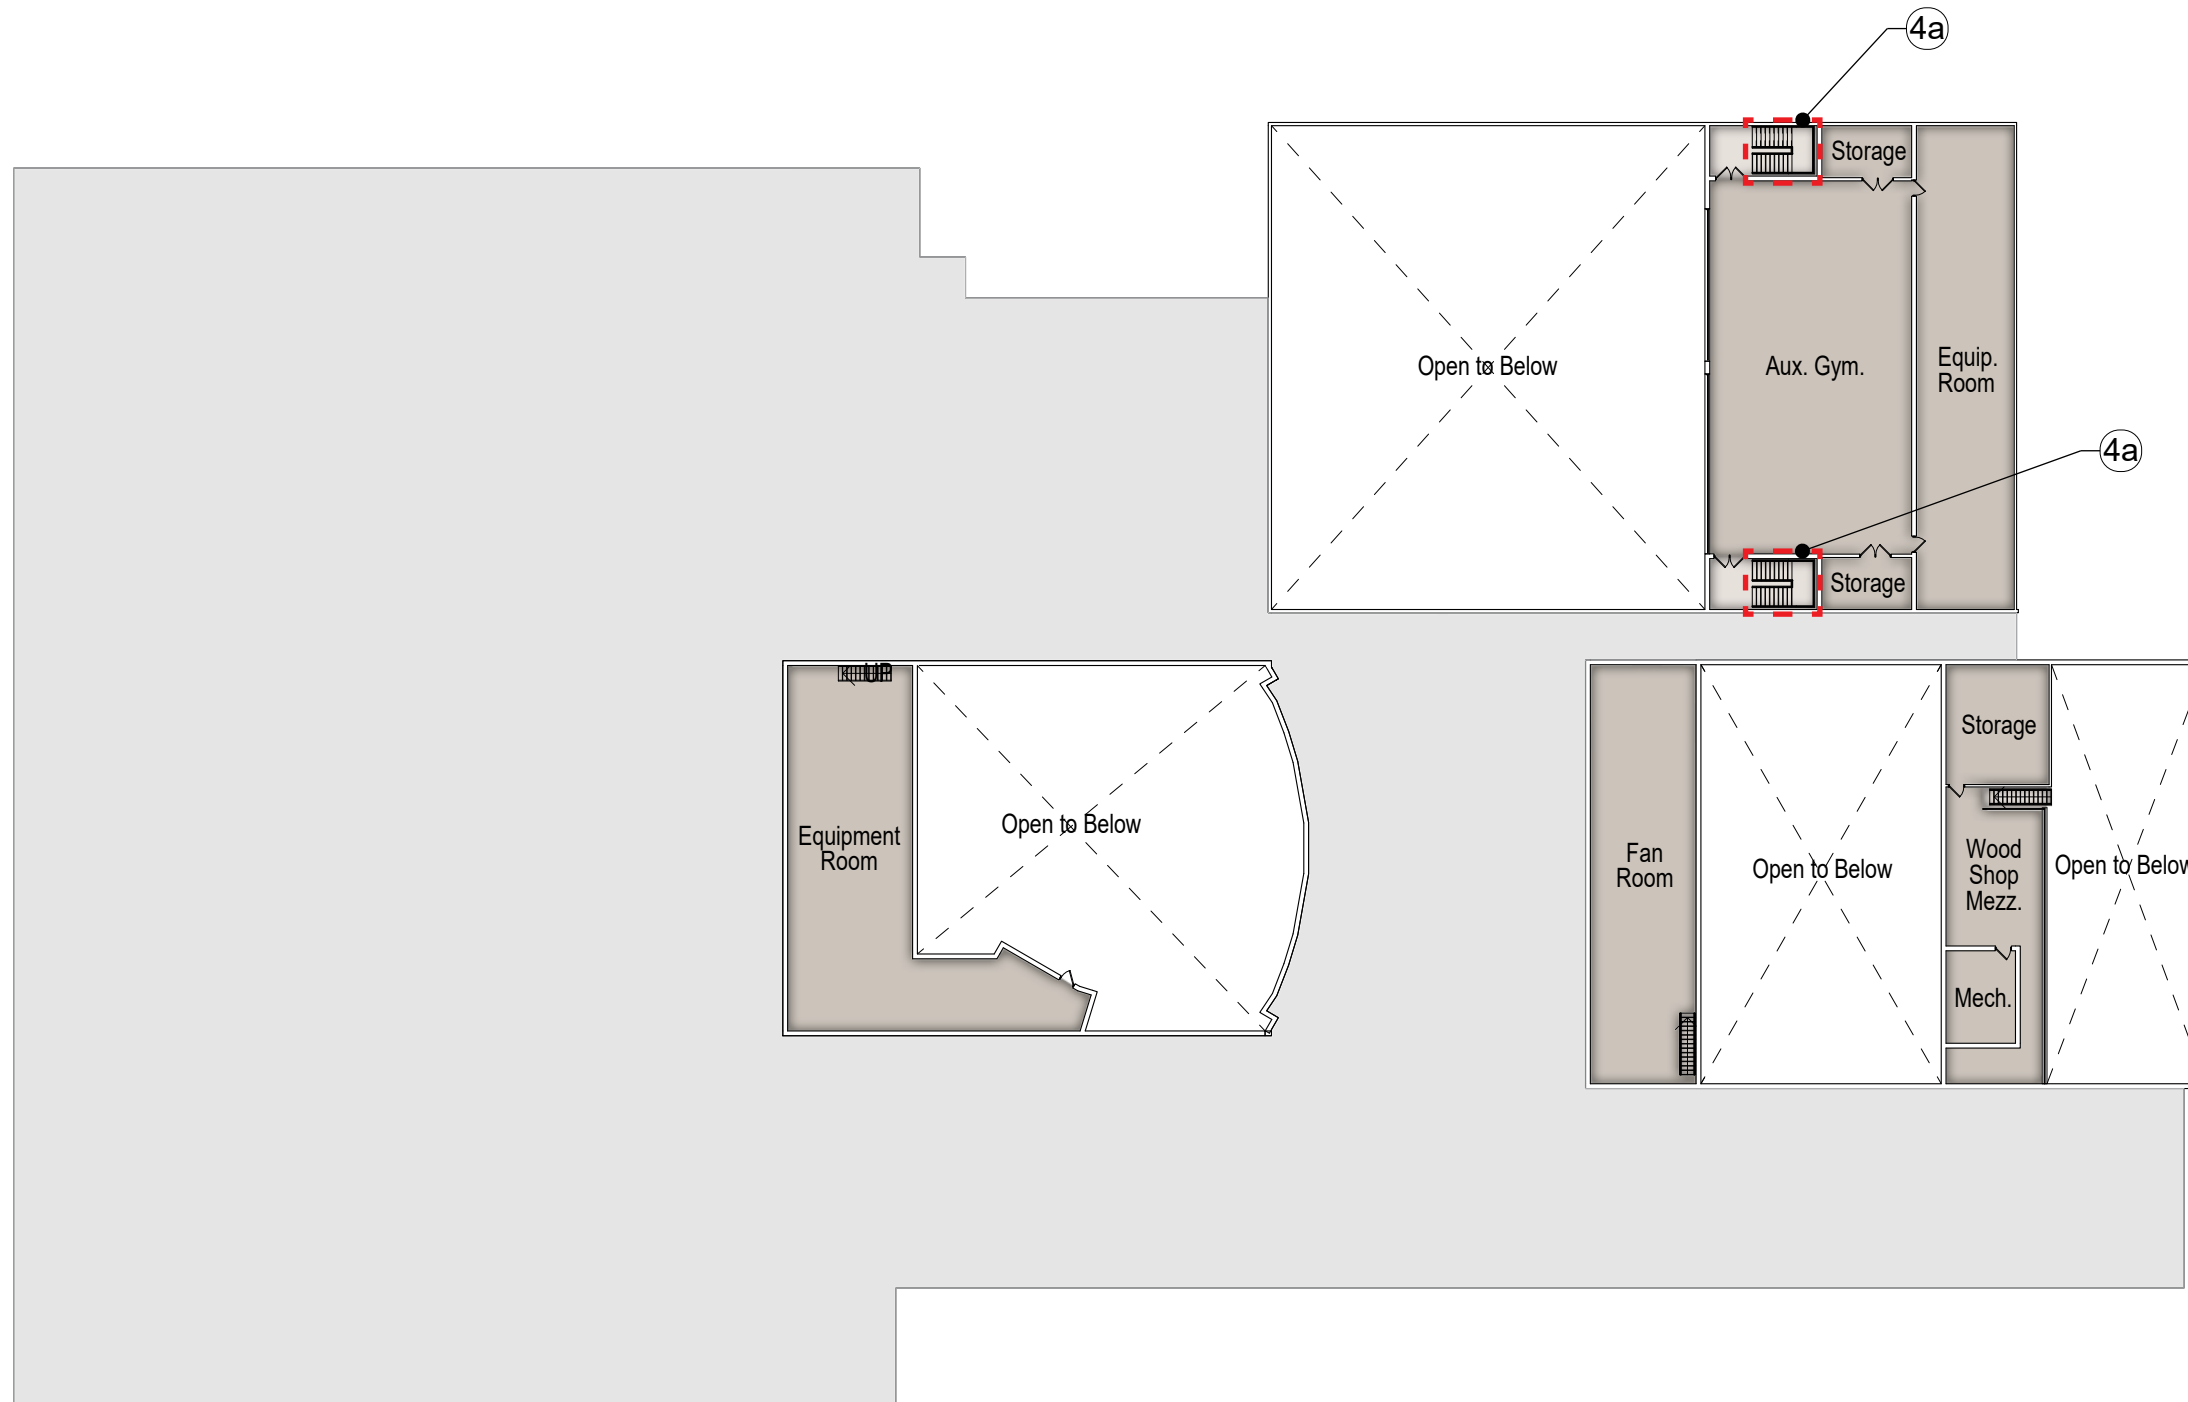 4a
Storage
Open to Below
Aux. Gym.
Equip.
Room
4a
Storage
UP
Storage
Equipment
Room
Open to Below
Fan
Room
Open to Below
Wood
Shop
Mezz.
Open to Below
Mech.